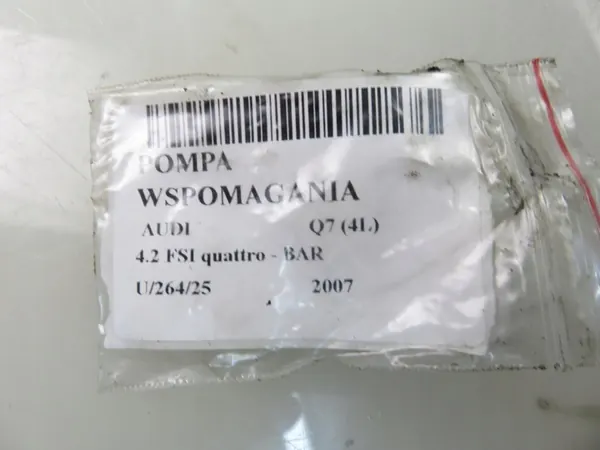 POMPA
WSPOMAGANIA
AUDI Q7 (4L)
4.2 FSI quattro - BAR
U/264/25 2007